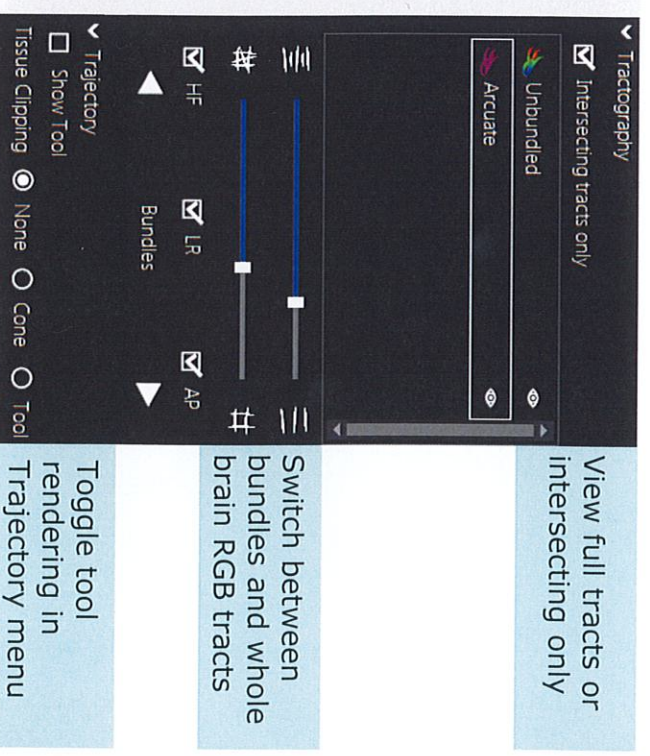 Tractography
Intersecting tracts only
Unbundled
Arcuate
HF LR AP
Bundles
Trajectory
Show Tool
Tissue Clipping None Cone Tool
View full tracts or
intersecting only
Switch between
bundles and whole
brain RGB tracts
Toggle tool
rendering in
Trajectory menu